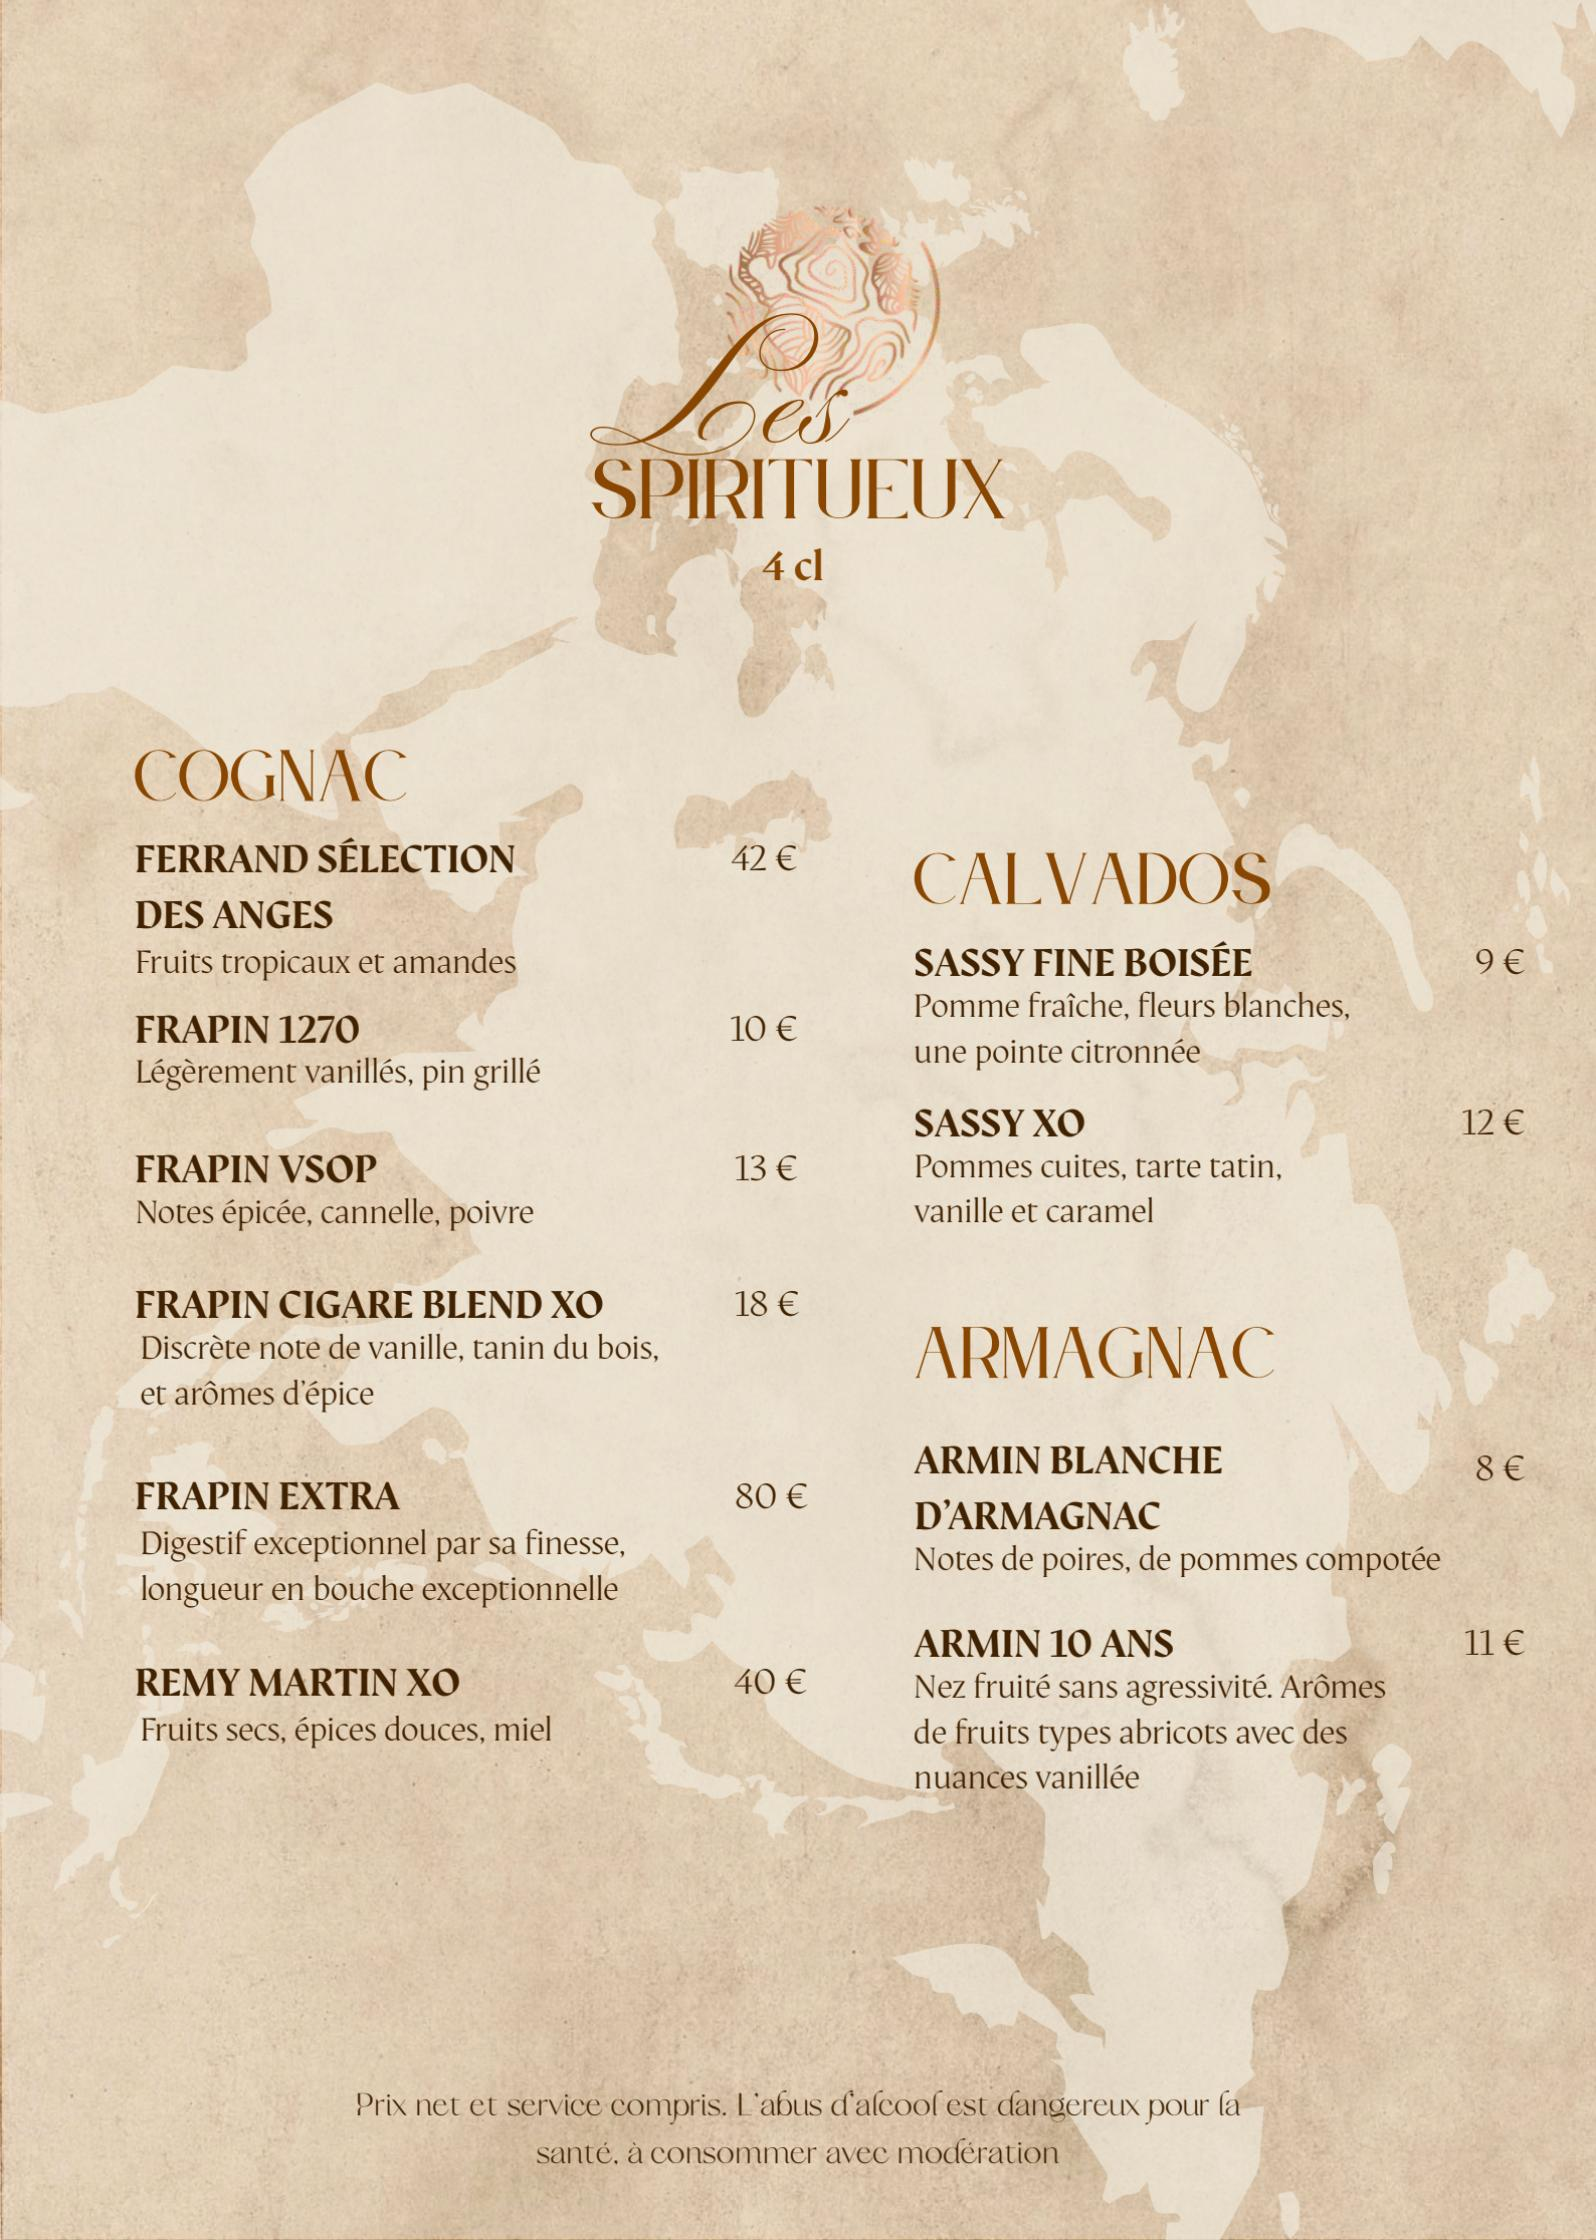 Les
SPIRITUEUX
4 cl
COGNAC
FERRAND SÉLECTION 42 €
DES ANGES
Fruits tropicaux et amandes
FRAPIN 1270 10 €
Légèrement vanillés, pin grillé
FRAPIN VSOP 13 €
Notes épicée, cannelle, poivre
FRAPIN CIGARE BLEND XO 18 €
Discrète note de vanille, tanin du bois,
et arômes d'épice
FRAPIN EXTRA 80 €
Digestif exceptionnel par sa finesse,
longueur en bouche exceptionnelle
REMY MARTIN XO 40 €
Fruits secs, épices douces, miel
CALVADOS
SASSY FINE BOISÉE 9 €
Pomme fraîche, fleurs blanches,
une pointe citronnée
SASSY XO 12 €
Pommes cuites, tarte tatin,
vanille et caramel
ARMAGNAC
ARMIN BLANCHE 8 €
D'ARMAGNAC
Notes de poires, de pommes compotée
ARMIN 10 ANS 11 €
Nez fruité sans agressivité. Arômes
de fruits types abricots avec des
nuances vanillée
Prix net et service compris. L'abus d'alcool est dangereux pour la
santé, à consommer avec modération